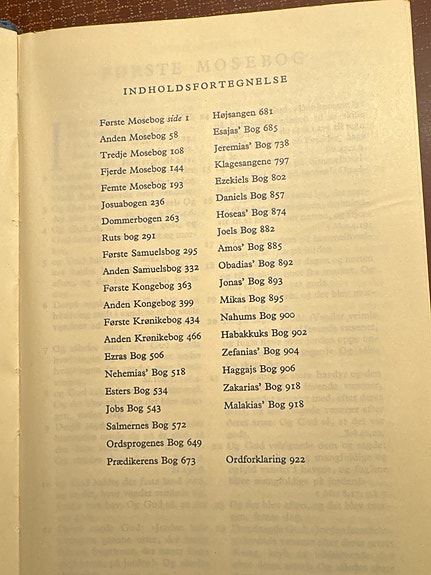 FØRSTE MOSEBOG
INDHOLDSFORTEGNELSE
Første Mosebog side 1
Anden Mosebog 58
Tredje Mosebog 108
Fjerde Mosebog 144
Femte Mosebog 193
Josuabogen 236
Dommerbogen 263
Ruts bog 291
Første Samuelsbog 295
Anden Samuelsbog 332
Første Kongebog 363
Anden Kongebog 399
Første Krønikebog 434
Anden Krønikebog 466
Ezras Bog 506
Nehemias' Bog 518
Esters Bog 534
Jobs Bog 543
Salmernes Bog 572
Ordsprogenes Bog 649
Prædikerens Bog 673
Højsangen 681
Esajas' Bog 685
Jeremias' Bog 738
Klagesangene 797
Ezekiels Bog 802
Daniels Bog 857
Hoseas' Bog 874
Joels Bog 882
Amos' Bog 885
Obadias' Bog 892
Jonas' Bog 893
Mikas Bog 895
Nahums Bog 900
Habakkuks Bog 902
Zefanias' Bog 904
Haggajs Bog 906
Zakarias' Bog 918
Malakias' Bog 918
Ordforklaring 922